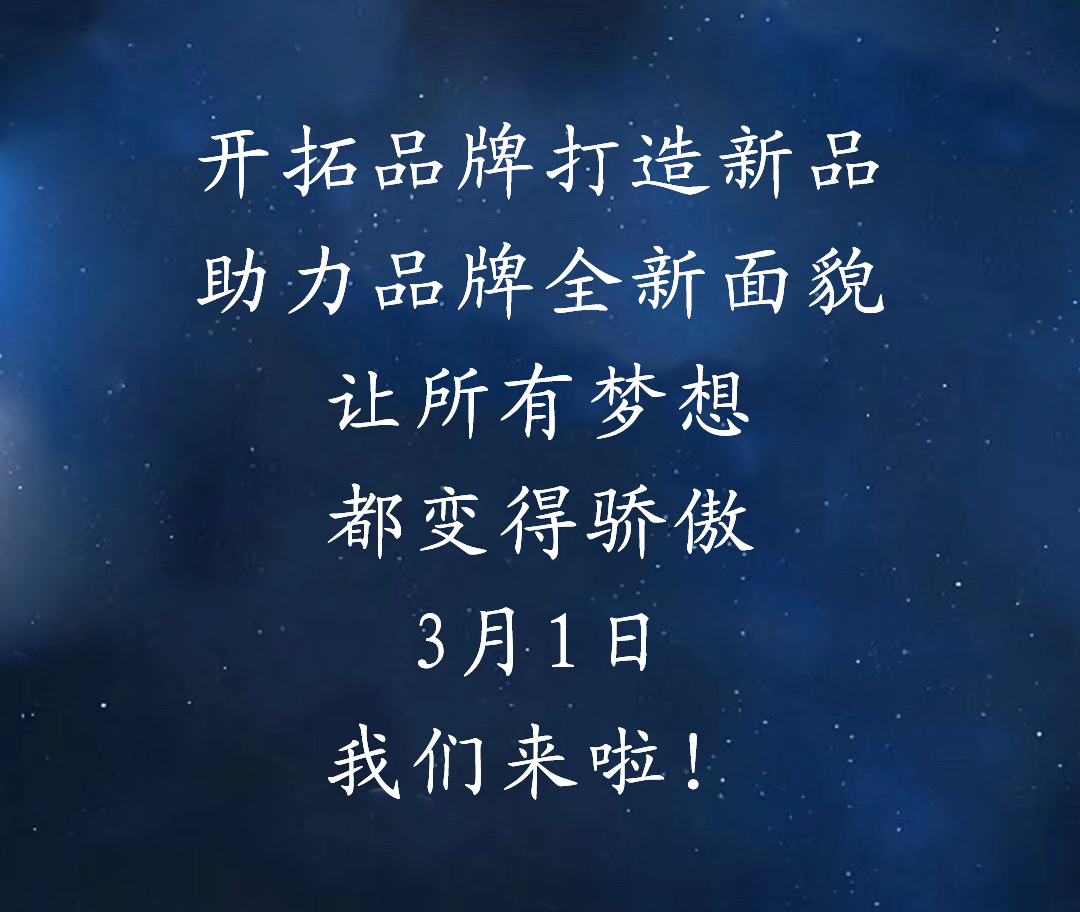 开拓品牌打造新品
助力品牌全新面貌
让所有梦想
都变得骄傲
3月1日
我们来啦！